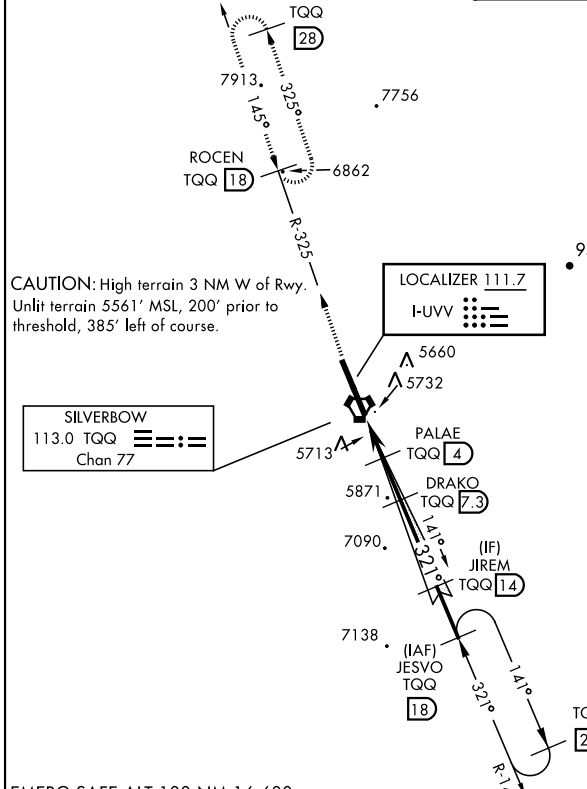 TQQ
28
7913
7756
325°
145°
ROCEN
TQQ 18
6862
R-325
CAUTION: High terrain 3 NM W of Rwy.
Unlit terrain 5561' MSL, 200' prior to
threshold, 385' left of course.
LOCALIZER 111.7
I-UVV
5660
5732
SILVERBOW
113.0 TQQ
Chan 77
5713
PALAE
TQQ 4
DRAKO
TQQ 7.3
5871
141°
7090
321°
(IF)
JIREM
TQQ 14
7138
(IAF)
JESVO
TQQ
18
141°
321°